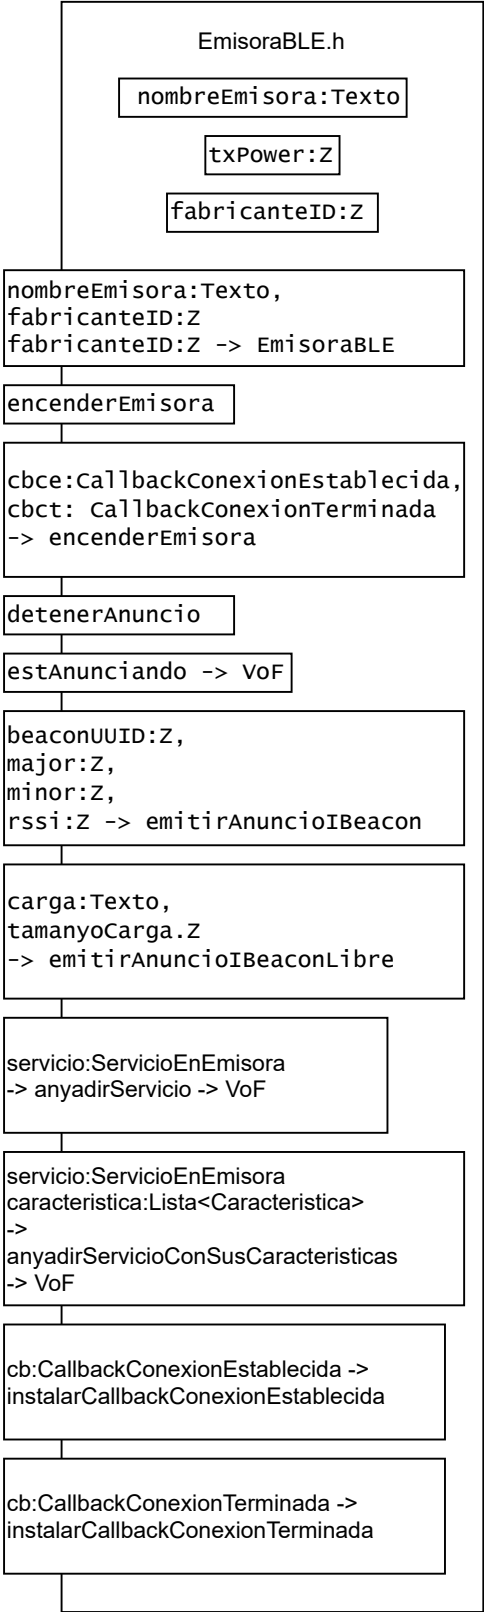 EmisoraBLE.h
nombreEmisora:Texto
txPower:Z
fabricanteID:Z
nombreEmisora:Texto,
fabricanteID:Z
fabricanteID:Z -> EmisoraBLE
encenderEmisora
cbce:CallbackConexionEstablecida,
cbct: CallbackConexionTerminada
-> encenderEmisora
detenerAnuncio
estAnunciando -> VoF
beaconUUID:Z,
major:Z,
minor:Z,
rssi:Z -> emitirAnuncioIBeacon
carga:Texto,
tamanyoCarga.Z
-> emitirAnuncioIBeaconLibre
servicio:ServicioEnEmisora
-> anyadirServicio -> VoF
servicio:ServicioEnEmisora
caracteristica:Lista<Caracteristica>
->
anyadirServicioConSusCaracteristicas
-> VoF
cb:CallbackConexionEstablecida ->
instalarCallbackConexionEstablecida
cb:CallbackConexionTerminada ->
instalarCallbackConexionTerminada